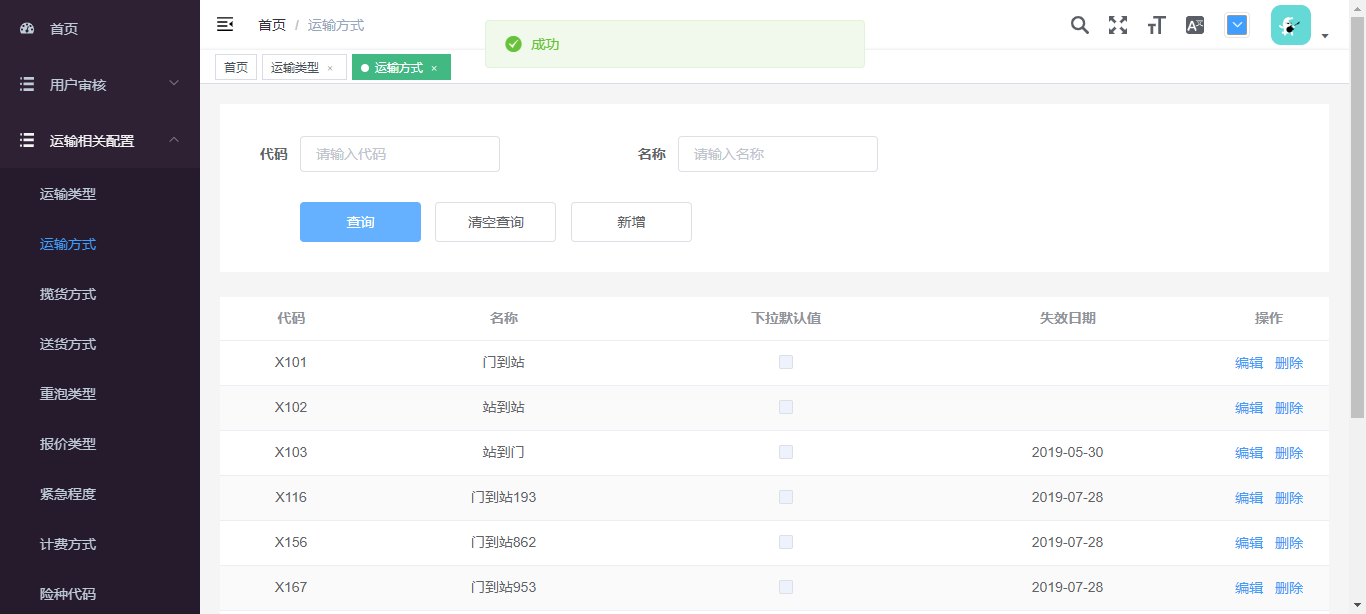 首页
用户审核
运输相关配置
运输类型
运输方式
揽货方式
送货方式
重泡类型
报价类型
紧急程度
计费方式
险种代码
首页 / 运输方式
成功
首页 运输类型 × 运输方式 ×
代码 请输入代码 名称 请输入名称
查询 清空查询 新增
代码 名称 下拉默认值 失效日期 操作
X101 门到站 编辑 删除
X102 站到站 编辑 删除
X103 站到门 2019-05-30 编辑 删除
X116 门到站193 2019-07-28 编辑 删除
X156 门到站862 2019-07-28 编辑 删除
X167 门到站953 2019-07-28 编辑 删除